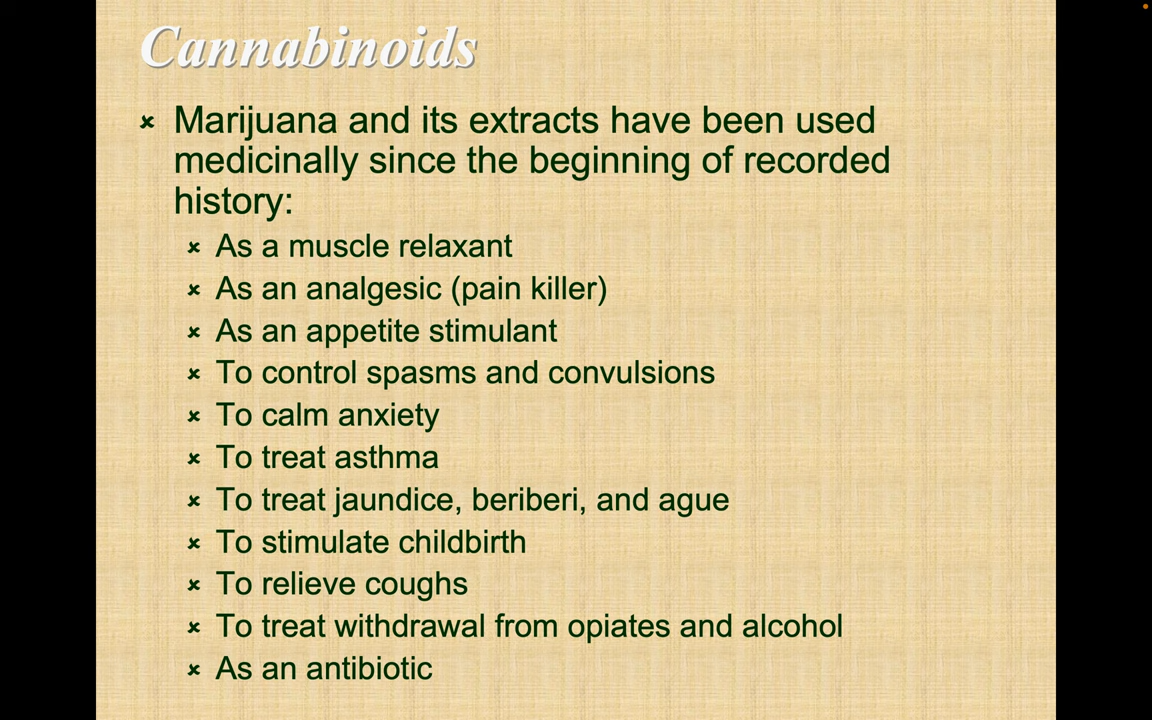 Cannabinoids
Marijuana and its extracts have been used
medicinally since the beginning of recorded
history:
As a muscle relaxant
As an analgesic (pain killer)
As an appetite stimulant
To control spasms and convulsions
To calm anxiety
To treat asthma
To treat jaundice, beriberi, and ague
To stimulate childbirth
To relieve coughs
To treat withdrawal from opiates and alcohol
As an antibiotic